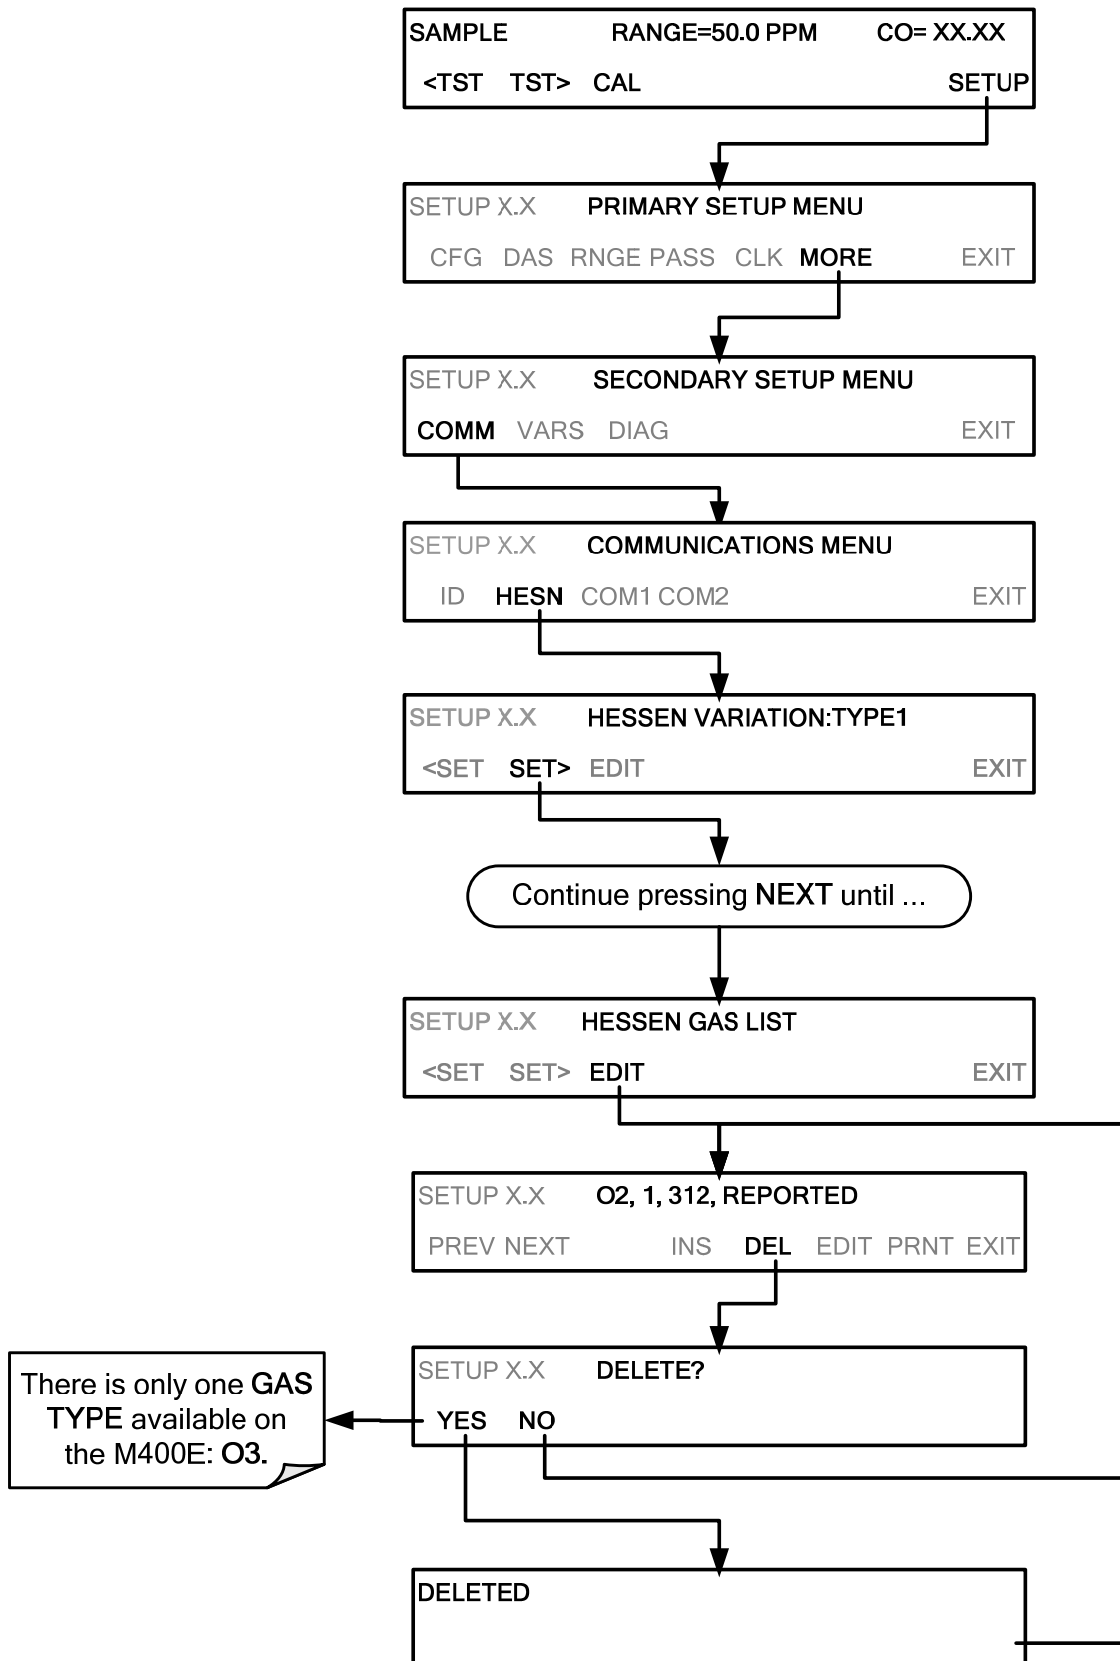 SAMPLE RANGE=50.0 PPM CO= XX.XX
<TST TST> CAL SETUP
SETUP X.X PRIMARY SETUP MENU
CFG DAS RNGE PASS CLK MORE EXIT
SETUP X.X SECONDARY SETUP MENU
COMM VARS DIAG EXIT
SETUP X.X COMMUNICATIONS MENU
ID HESN COM1 COM2 EXIT
SETUP X.X HESSEN VARIATION:TYPE1
<SET SET> EDIT EXIT
Continue pressing NEXT until ...
SETUP X.X HESSEN GAS LIST
<SET SET> EDIT EXIT
SETUP X.X O2, 1, 312, REPORTED
PREV NEXT INS DEL EDIT PRNT EXIT
SETUP X.X DELETE?
YES NO
There is only one GAS
TYPE available on
the M400E: O3.
DELETED